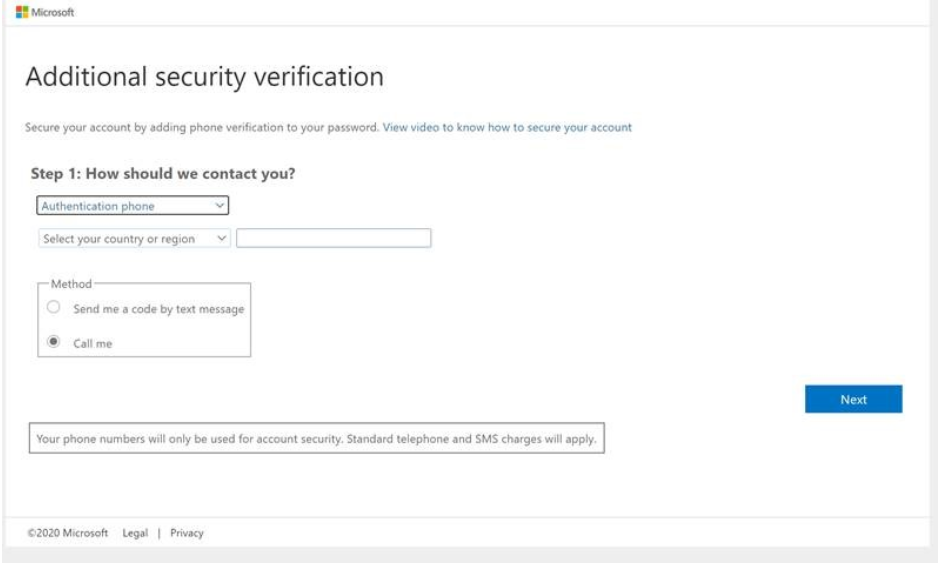 Microsoft
Additional security verification
Secure your account by adding phone verification to your password. View video to know how to secure your account
Step 1: How should we contact you?
Authentication phone
Select your country or region
Method
Send me a code by text message
Call me
Next
Your phone numbers will only be used for account security. Standard telephone and SMS charges will apply.
©2020 Microsoft Legal | Privacy